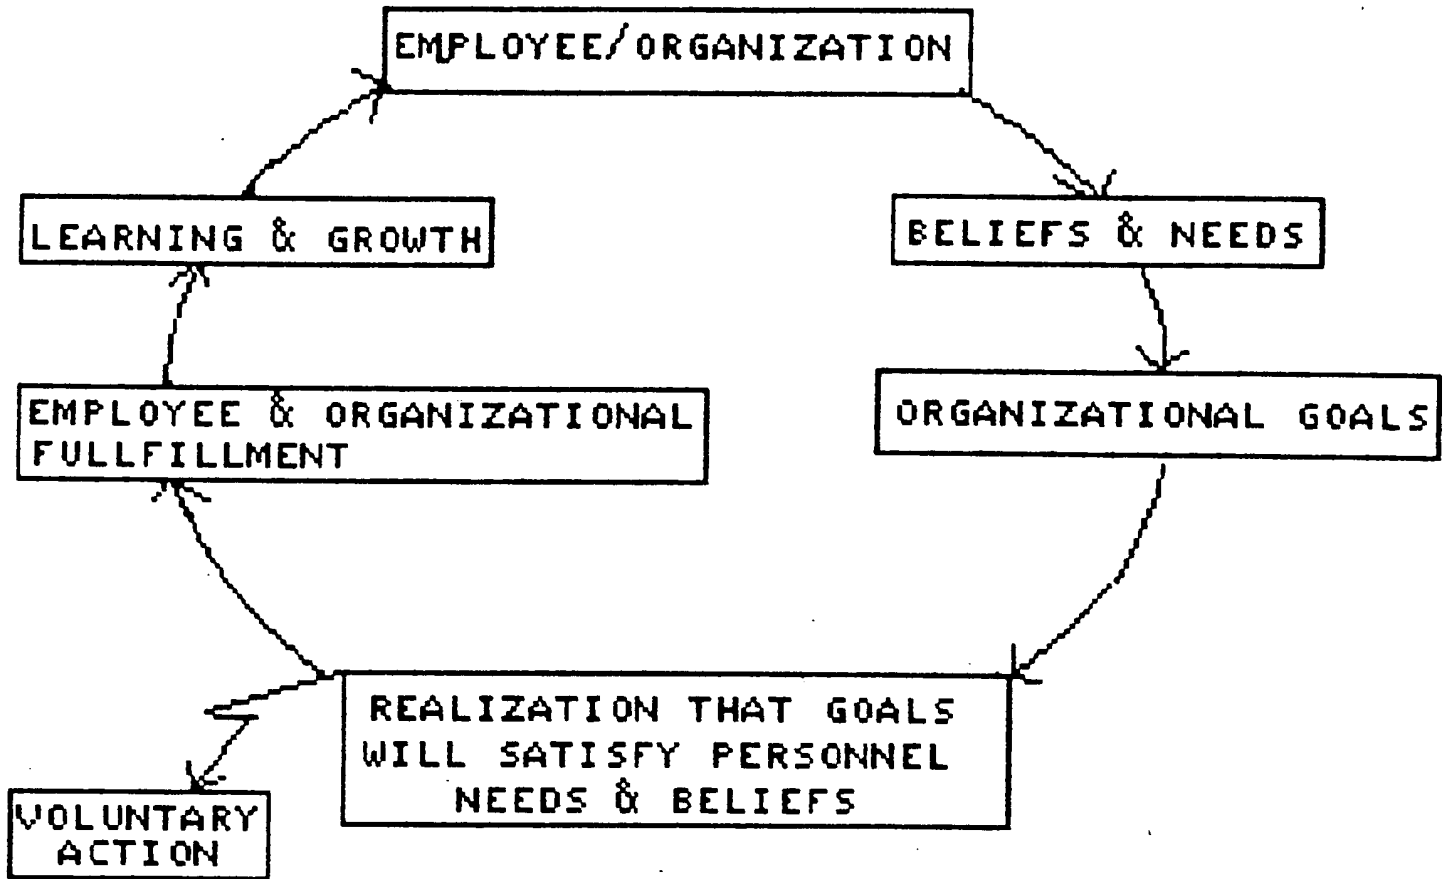 EMPLOYEE/ORGANIZATION
LEARNING & GROWTH
BELIEFS & NEEDS
EMPLOYEE & ORGANIZATIONAL
FULLFILLMENT
ORGANIZATIONAL GOALS
REALIZATION THAT GOALS
WILL SATISFY PERSONNEL
NEEDS & BELIEFS
VOLUNTARY
ACTION